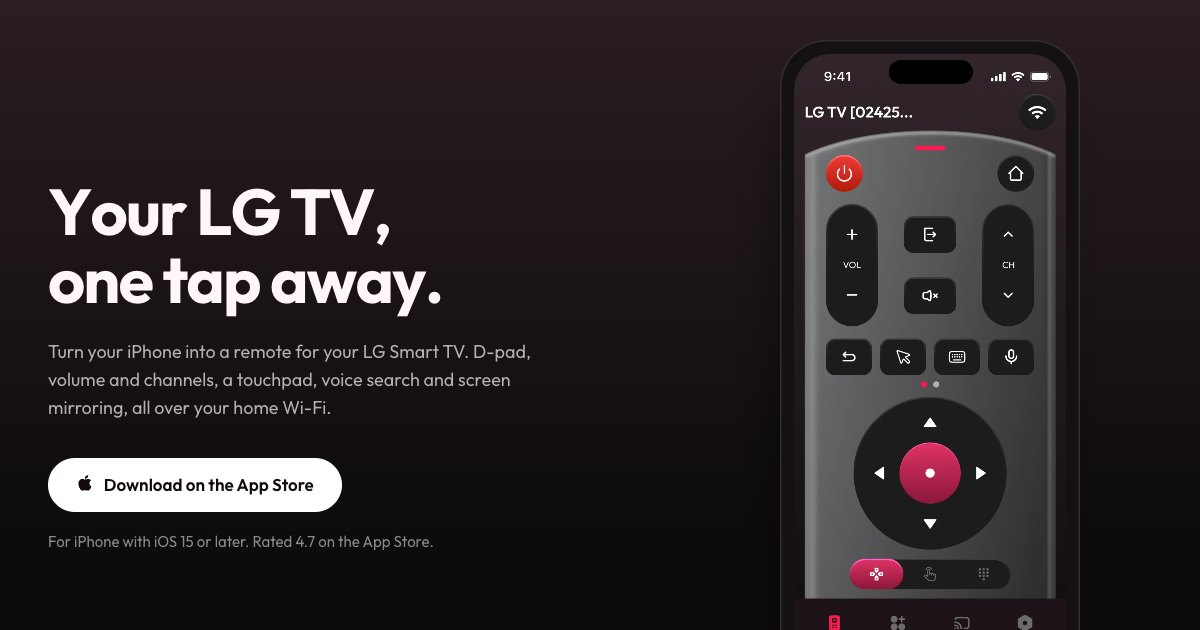 Your LG TV,
one tap away.
Turn your iPhone into a remote for your LG Smart TV. D-pad,
volume and channels, a touchpad, voice search and screen
mirroring, all over your home Wi-Fi.
Download on the App Store
For iPhone with iOS 15 or later. Rated 4.7 on the App Store.
9:41
LG TV [02425...
VOL
CH